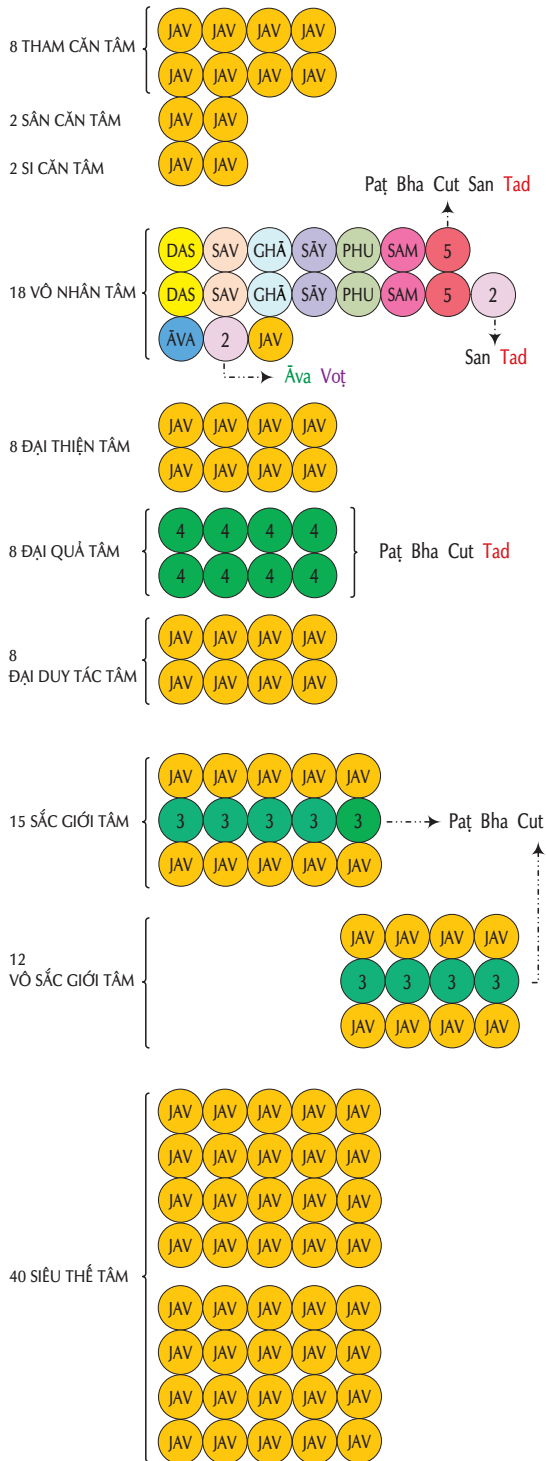 JAV JAV JAV JAV
8 THAM CĂN TÂM
JAV JAV JAV JAV
2 SÂN CĂN TÂM JAV JAV
2 SI CĂN TÂM JAV JAV
Paṭ Bha Cut San Tad
DAS SAV GHĀ SĀY PHU SAM 5
18 VÔ NHÂN TÂM DAS SAV GHĀ SĀY PHU SAM 5 2
ĀVA 2 JAV
San Tad
Āva Voṭ
JAV JAV JAV JAV
8 ĐẠI THIỆN TÂM
JAV JAV JAV JAV
4 4 4 4
8 ĐẠI QUẢ TÂM Paṭ Bha Cut Tad
4 4 4 4
JAV JAV JAV JAV
8
ĐẠI DUY TÁC TÂM
JAV JAV JAV JAV
JAV JAV JAV JAV JAV
15 SẮC GIỚI TÂM 3 3 3 3 3 Paṭ Bha Cut
JAV JAV JAV JAV JAV
JAV JAV JAV JAV
12
VÔ SẮC GIỚI TÂM 3 3 3 3
JAV JAV JAV JAV
JAV JAV JAV JAV JAV
JAV JAV JAV JAV JAV
JAV JAV JAV JAV JAV
JAV JAV JAV JAV JAV
40 SIÊU THẾ TÂM
JAV JAV JAV JAV JAV
JAV JAV JAV JAV JAV
JAV JAV JAV JAV JAV
JAV JAV JAV JAV JAV